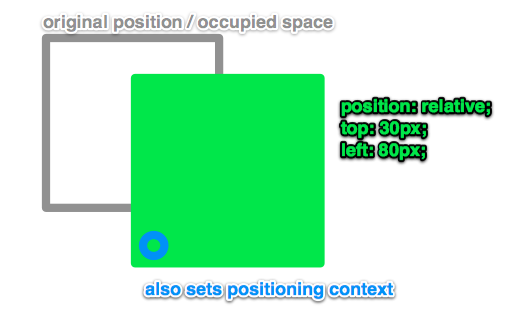 original position / occupied space
position: relative;
top: 30px;
left: 80px;
also sets positioning context